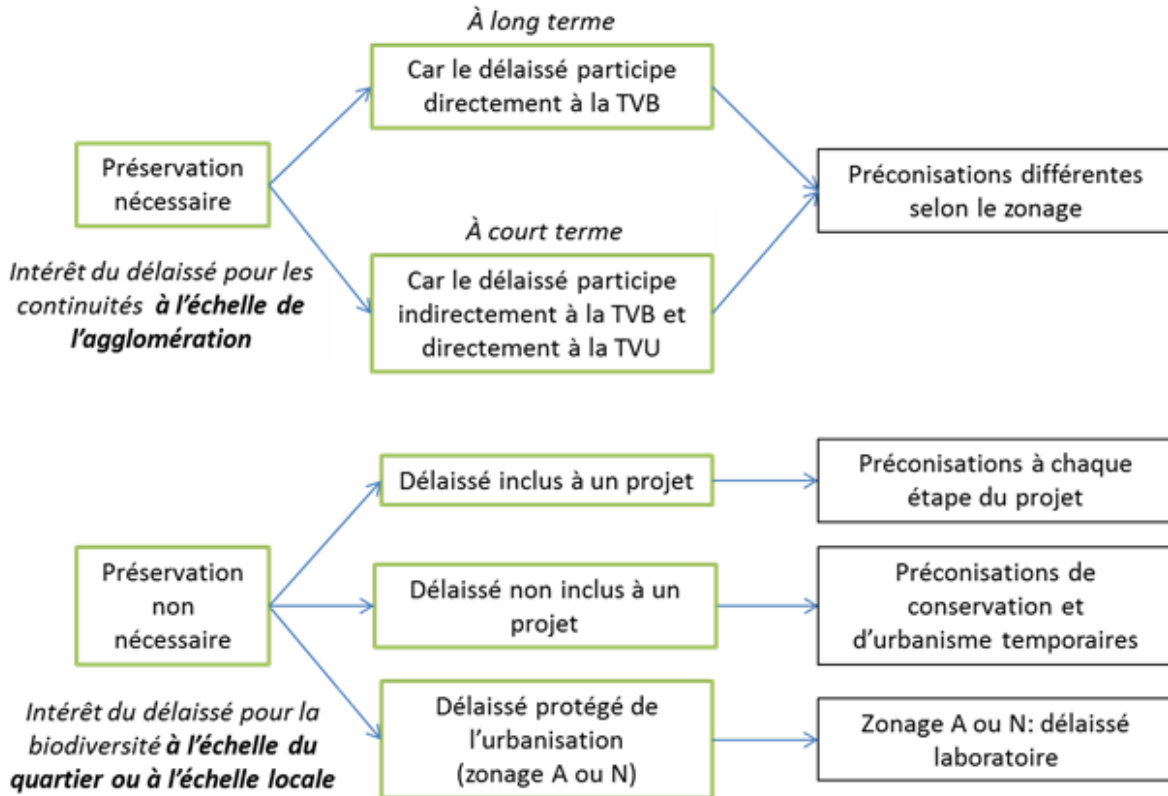 À long terme
Car le délaissé participe
directement à la TVB
Préservation
nécessaire
Intérêt du délaissé pour les
continuités à l'échelle de
l'agglomération
À court terme
Car le délaissé participe
indirectement à la TVB et
directement à la TVU
Préconisations différentes
selon le zonage
Préservation
non
nécessaire
Intérêt du délaissé pour la
biodiversité à l'échelle du
quartier ou à l'échelle locale
Délaissé inclus à un projet
Préconisations à chaque
étape du projet
Délaissé non inclus à un
projet
Préconisations de
conservation et
d'urbanisme temporaires
Délaissé protégé de
l'urbanisation
(zonage A ou N)
Zonage A ou N: délaissé
laboratoire